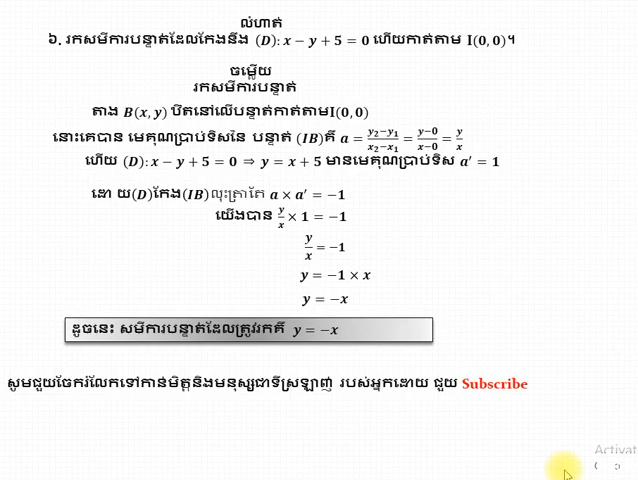 លំហាត់
៦. រកសមីការបន្ទាត់ដែលកែងនឹង (D): x − y + 5 = 0 ហើយកាត់តាម I(0, 0)។
ចម្លើយ
រកសមីការបន្ទាត់
តាង B(x, y) ឋិតនៅលើបន្ទាត់កាត់តាមI(0, 0)
នោះគេបាន មេគុណប្រាប់ទិសនៃ បន្ទាត់ (IB)គឺ a = \frac{y₂−y₁}{x₂−x₁} = \frac{y−0}{x−0} = \frac{y}{x}
ហើយ (D): x − y + 5 = 0 ⇒ y = x + 5 មានមេគុណប្រាប់ទិស a′ = 1
ដោ យ(D)កែង(IB)លុះត្រាតែ a × a′ = −1
យើងបាន \frac{y}{x} × 1 = −1
\frac{y}{x} = −1
y = −1 × x
y = −x
ដូចនេះ សមីការបន្ទាត់ដែលត្រូវរកគឺ y = −x
សូមជួយចែករំលែកទៅកាន់មិត្តនិងមនុស្សជាទីស្រឡាញ់ របស់អ្នកដោយ ជួយ Subscribe
Activat